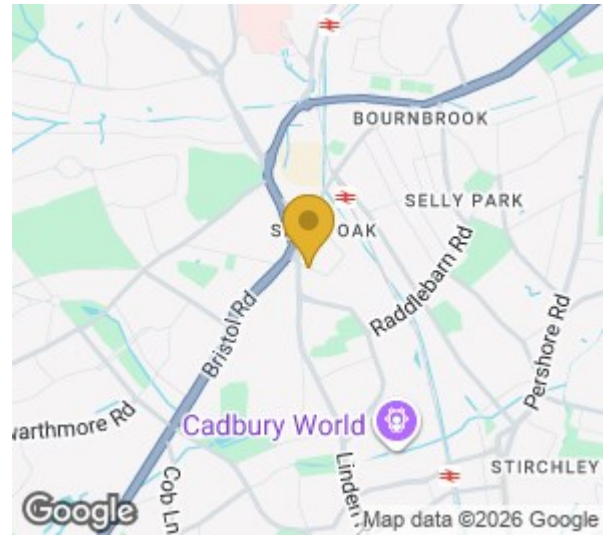 BOURNBROOK
SELLY PARK
S OAK
Raddlebarn Rd
Bristol Rd
Pershore Rd
warthmore Rd
Cadbury World
Cob Ln
Linden
STIRCHLEY
Google
Map data ©2026 Google